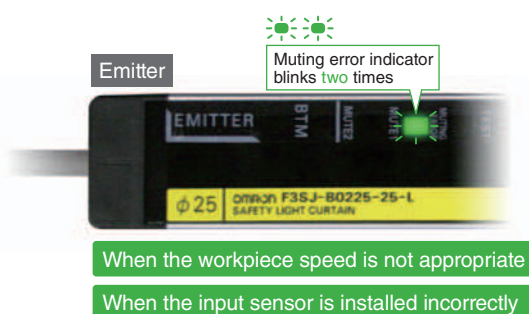 Emitter
Muting error indicator
blinks two times
EMITTER
BTM
MUTE2
MUTE1
φ25
omron F3SJ-B0225-25-L
SAFETY LIGHT CURTAIN
When the workpiece speed is not appropriate
When the input sensor is installed incorrectly